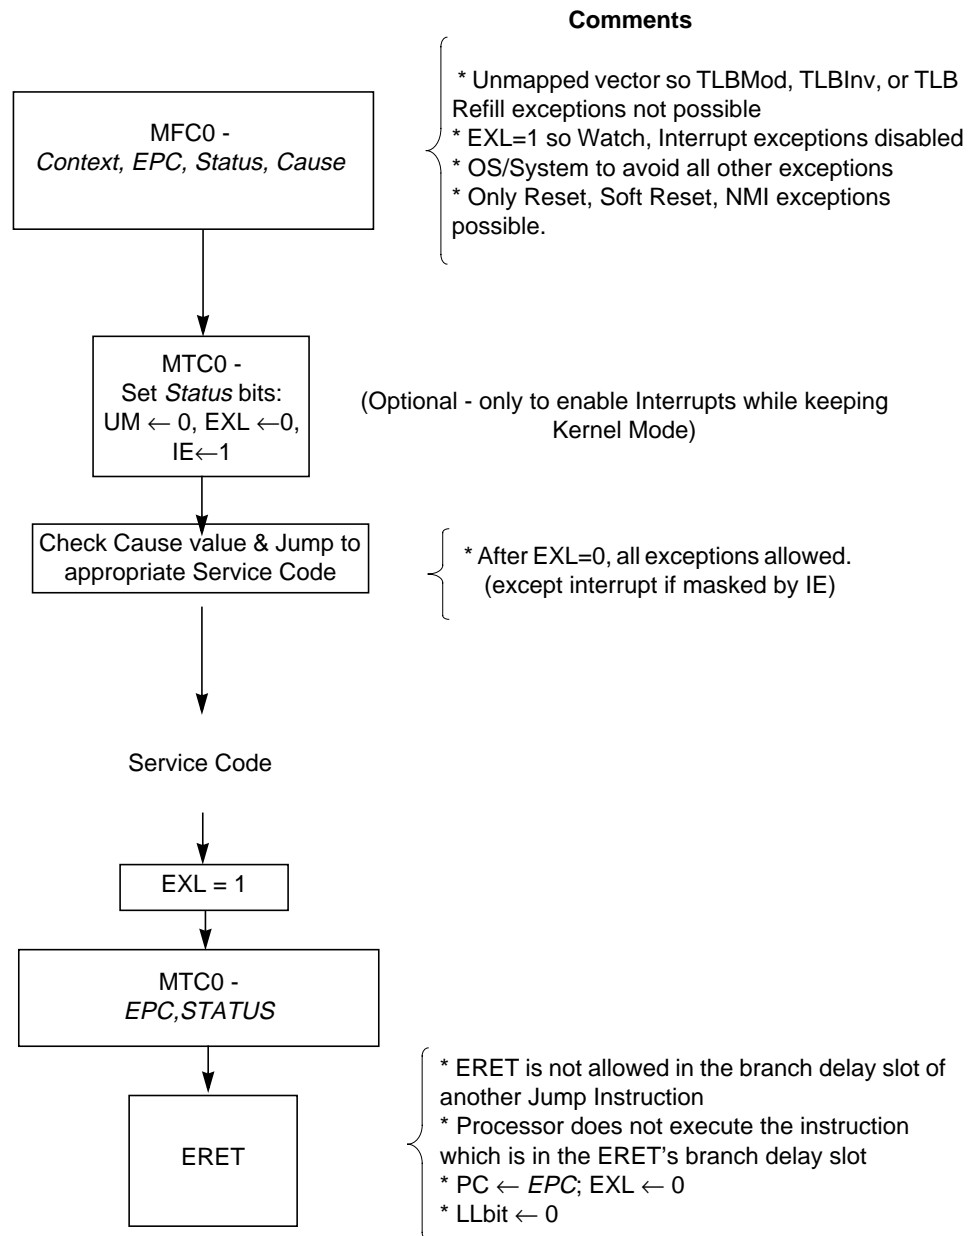 Comments
* Unmapped vector so TLBMod, TLBInv, or TLB
Refill exceptions not possible
* EXL=1 so Watch, Interrupt exceptions disabled
* OS/System to avoid all other exceptions
* Only Reset, Soft Reset, NMI exceptions
possible.
MFC0 -
Context, EPC, Status, Cause
MTC0 -
Set Status bits:
UM ← 0, EXL ←0,
IE←1
(Optional - only to enable Interrupts while keeping
Kernel Mode)
Check Cause value & Jump to
appropriate Service Code
* After EXL=0, all exceptions allowed.
(except interrupt if masked by IE)
Service Code
EXL = 1
MTC0 -
EPC,STATUS
ERET
* ERET is not allowed in the branch delay slot of
another Jump Instruction
* Processor does not execute the instruction
which is in the ERET's branch delay slot
* PC ← EPC; EXL ← 0
* LLbit ← 0